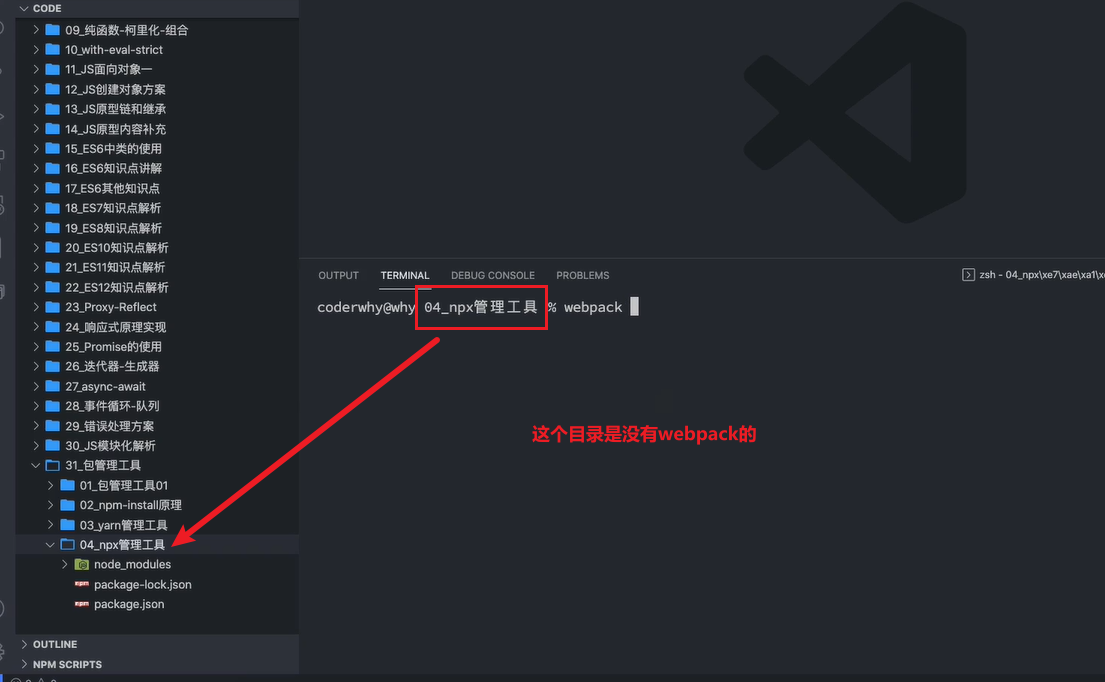 CODE
09_纯函数-柯里化-组合
10_with-eval-strict
11_JS面向对象一
12_JS创建对象方案
13_JS原型链和继承
14_JS原型内容补充
15_ES6中类的使用
16_ES6知识点讲解
17_ES6其他知识点
18_ES7知识点解析
19_ES8知识点解析
20_ES10知识点解析
21_ES11知识点解析
22_ES12知识点解析
23_Proxy-Reflect
24_响应式原理实现
25_Promise的使用
26_迭代器-生成器
27_async-await
28_事件循环-队列
29_错误处理方案
30_JS模块化解析
31_包管理工具
01_包管理工具01
02_npm-install原理
03_yarn管理工具
04_npx管理工具
node_modules
package-lock.json
package.json
OUTLINE
NPM SCRIPTS
OUTPUT TERMINAL DEBUG CONSOLE PROBLEMS
zsh - 04_npx\xe7\xae\xa1\x
coderwhy@why 04_npx管理工具 % webpack
这个目录是没有webpack的